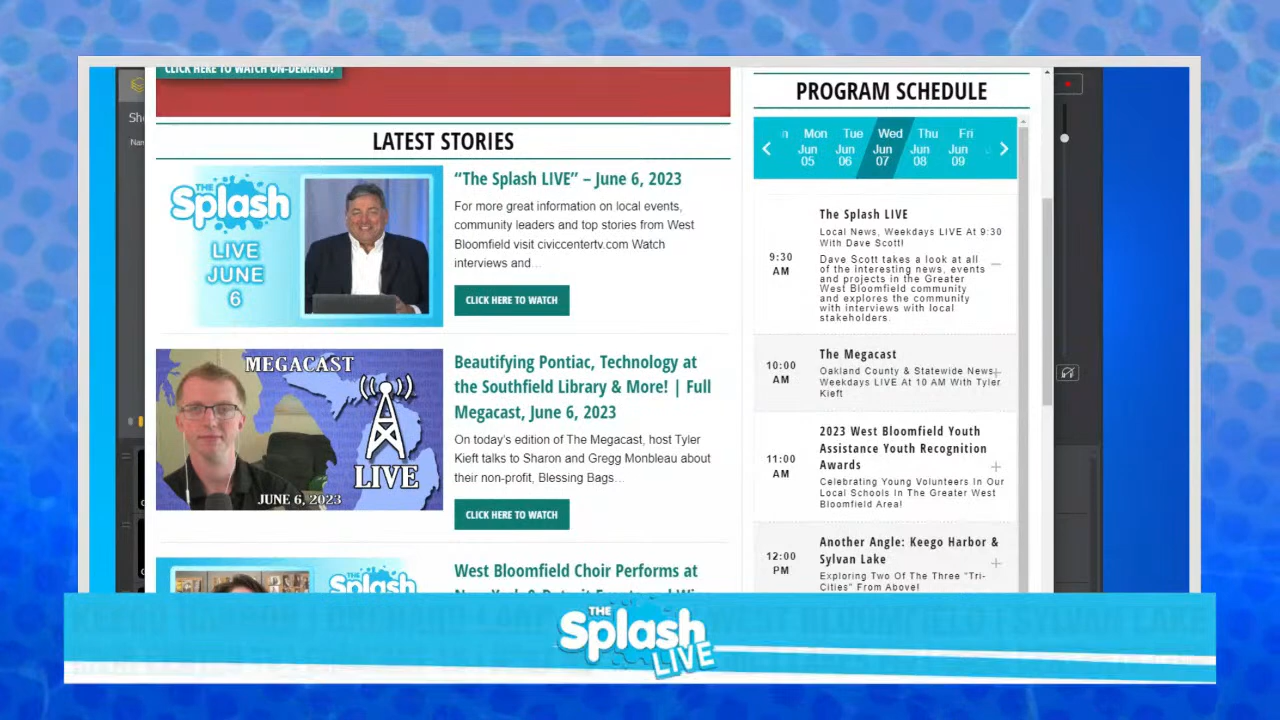 CLICK HERE TO WATCH ON-DEMAND!
LATEST STORIES
THE
Splash
LIVE
JUNE
6
“The Splash LIVE” – June 6, 2023
For more great information on local events,
community leaders and top stories from West
Bloomfield visit civiccentertv.com Watch
interviews and...
CLICK HERE TO WATCH
MEGACAST
LIVE
JUNE 6, 2023
Beautifying Pontiac, Technology at
the Southfield Library & More! | Full
Megacast, June 6, 2023
On today’s edition of The Megacast, host Tyler
Kieft talks to Sharon and Gregg Monbleau about
their non-profit, Blessing Bags...
CLICK HERE TO WATCH
THE
Splash
West Bloomfield Choir Performs at
PROGRAM SCHEDULE
n Mon Tue Wed Thu Fri
Jun Jun Jun Jun Jun
05 06 07 08 09
9:30
AM
The Splash LIVE
Local News, Weekdays LIVE At 9:30
With Dave Scott!
Dave Scott takes a look at all
of the interesting news, events
and projects in the Greater
West Bloomfield community
and explores the community
with interviews with local
stakeholders.
10:00
AM
The Megacast
Oakland County & Statewide News,
Weekdays LIVE At 10 AM With Tyler
Kieft
11:00
AM
2023 West Bloomfield Youth
Assistance Youth Recognition
Awards
Celebrating Young Volunteers In Our
Local Schools In The Greater West
Bloomfield Area!
12:00
PM
Another Angle: Keego Harbor &
Sylvan Lake
Exploring Two Of The Three "Tri-
Cities" From Above!
THE
Splash
LIVE